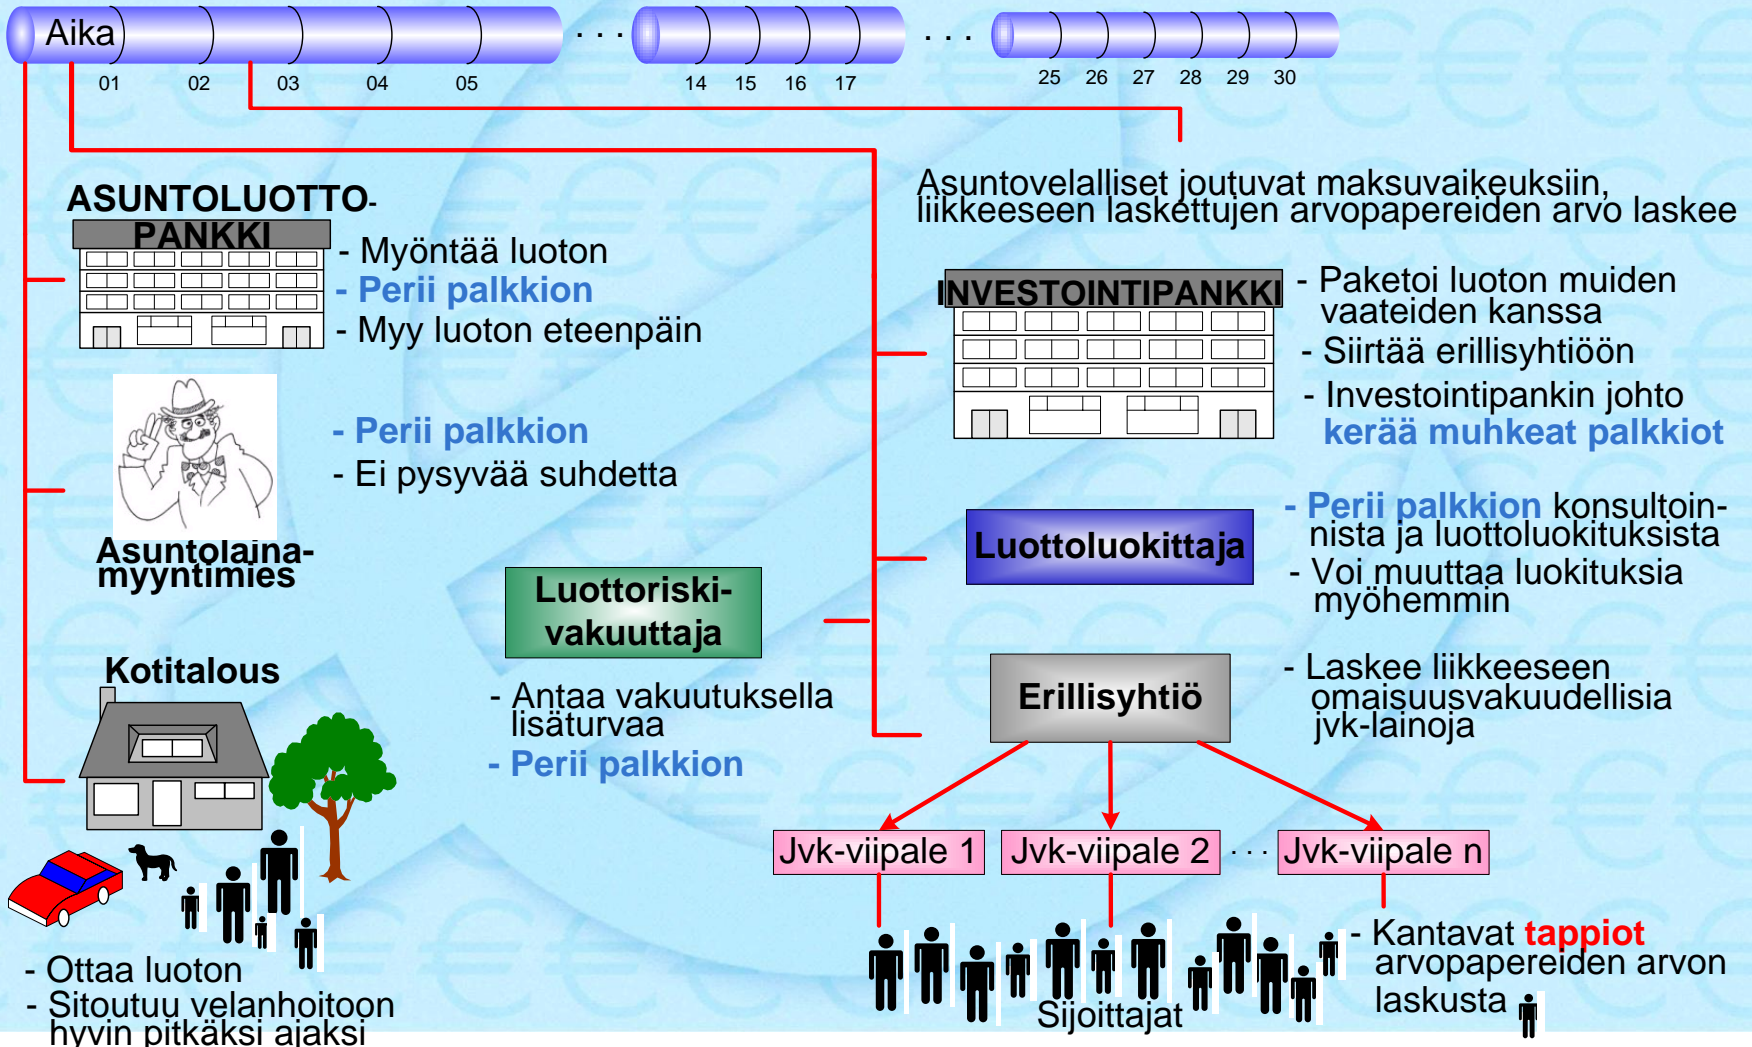 Aika
01 02 03 04 05 . . . 14 15 16 17 . . . 25 26 27 28 29 30
ASUNTOLUOTTO-
PANKKI
- Myöntää luoton
- Perii palkkion
- Myy luoton eteenpäin
- Perii palkkion
- Ei pysyvää suhdetta
Asuntolaina-
myyntimies
Kotitalous
- Ottaa luoton
- Sitoutuu velanhoitoon
hyvin pitkäksi ajaksi
Luottoriski-
vakuuttaja
- Antaa vakuutuksella
lisäturvaa
- Perii palkkion
Asuntovelalliset joutuvat maksuvaikeuksiin,
liikkeeseen laskettujen arvopapereiden arvo laskee
INVESTOINTIPANKKI
- Paketoi luoton muiden
vaateiden kanssa
- Siirtää erillisyhtiöön
- Investointipankin johto
kerää muhkeat palkkiot
Luottoluokittaja
- Perii palkkion konsultoin-
nista ja luottoluokituksista
- Voi muuttaa luokituksia
myöhemmin
Erillisyhtiö
- Laskee liikkeeseen
omaisuusvakuudellisia
jvk-lainoja
Jvk-viipale 1 Jvk-viipale 2 . . . Jvk-viipale n
Sijoittajat
- Kantavat tappiot
arvopapereiden arvon
laskusta